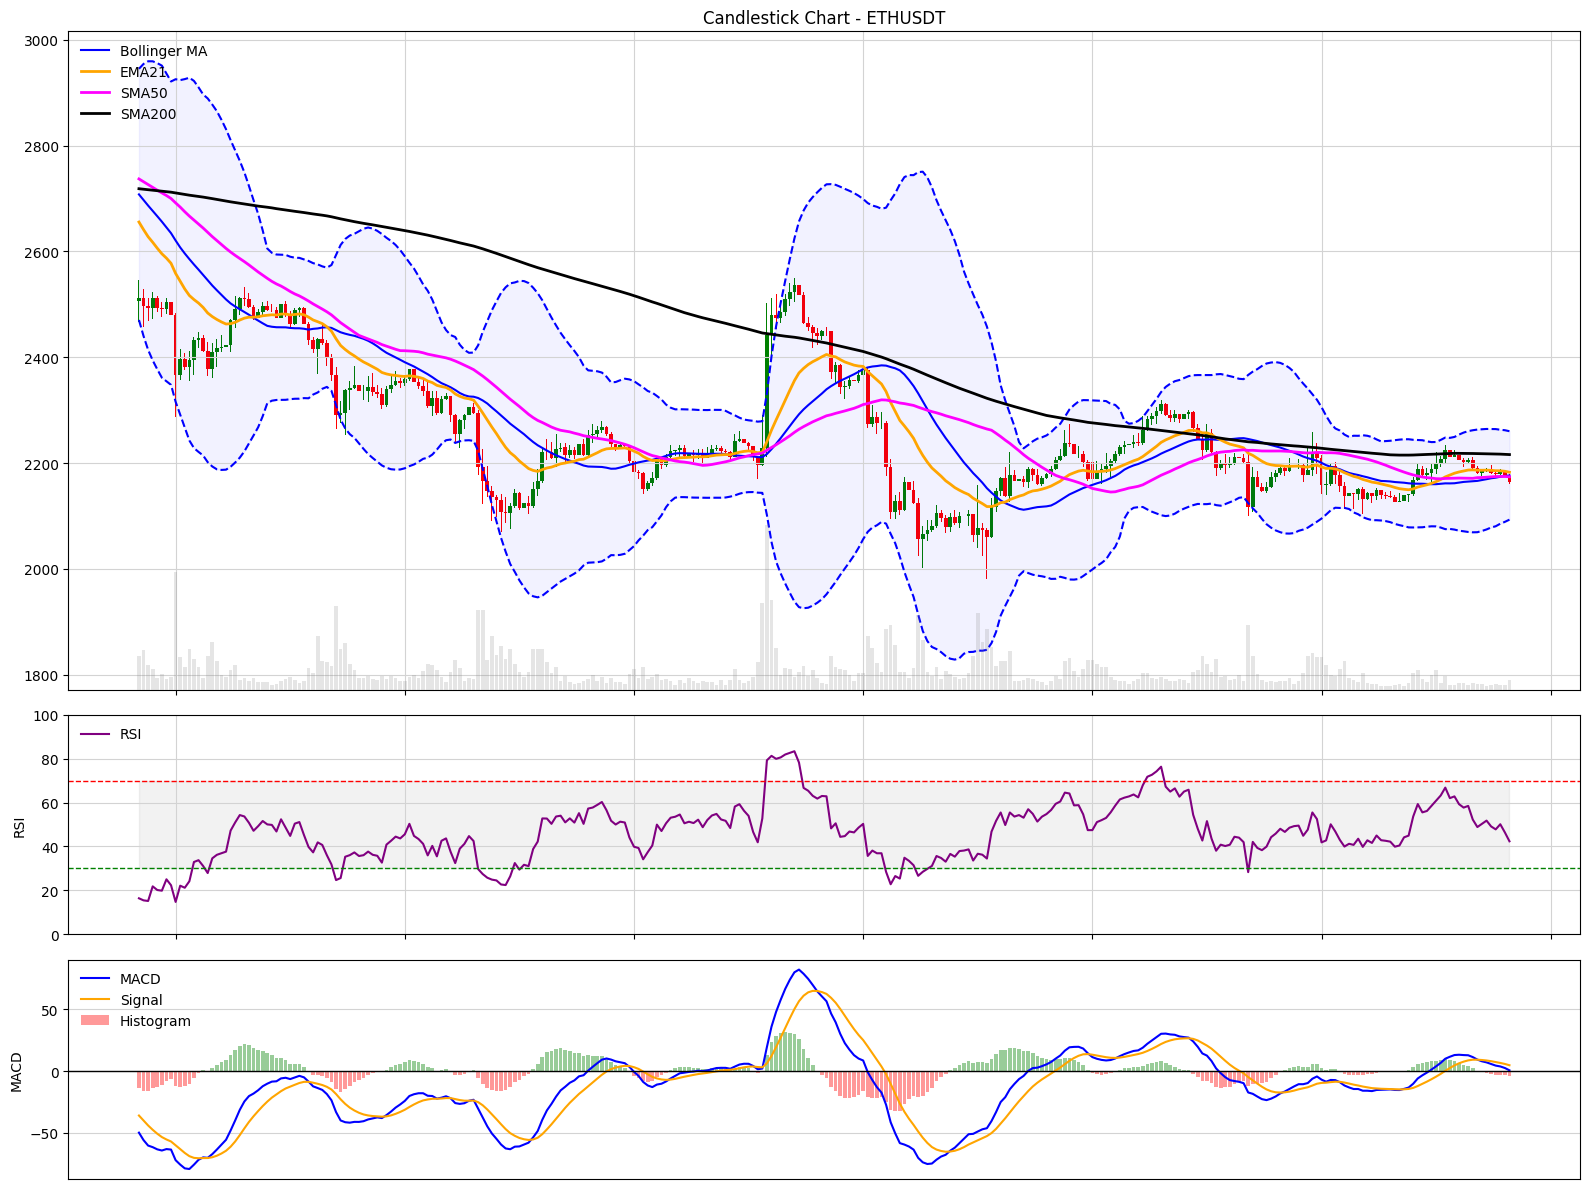 Candlestick Chart - ETHUSDT
3000
2800
2600
2400
2200
2000
1800
Bollinger MA
EMA21
SMA50
SMA200
RSI
100
80
60
40
20
0
RSI
MACD
50
0
−50
MACD
Signal
Histogram